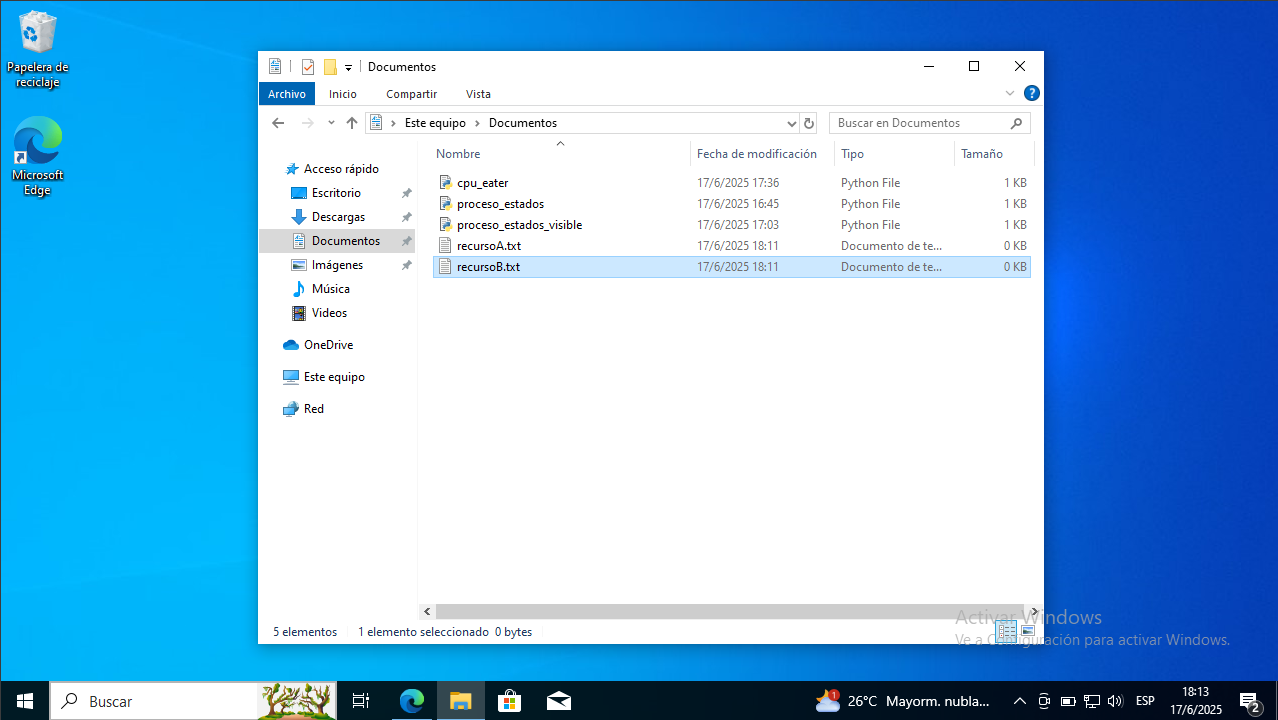 Papelera de
reciclaje
Microsoft
Edge
Documentos
Archivo Inicio Compartir Vista
Este equipo Documentos
Buscar en Documentos
Nombre Fecha de modificación Tipo Tamaño
cpu_eater 17/6/2025 17:36 Python File 1 KB
proceso_estados 17/6/2025 16:45 Python File 1 KB
proceso_estados_visible 17/6/2025 17:03 Python File 1 KB
recursoA.txt 17/6/2025 18:11 Documento de te... 0 KB
recursoB.txt 17/6/2025 18:11 Documento de te... 0 KB
Acceso rápido
Escritorio
Descargas
Documentos
Imágenes
Música
Videos
OneDrive
Este equipo
Red
5 elementos 1 elemento seleccionado 0 bytes
Activar Windows
Ve a Configuración para activar Windows.
Buscar
1
26°C Mayorm. nubla...
ESP
18:13
17/6/2025
2